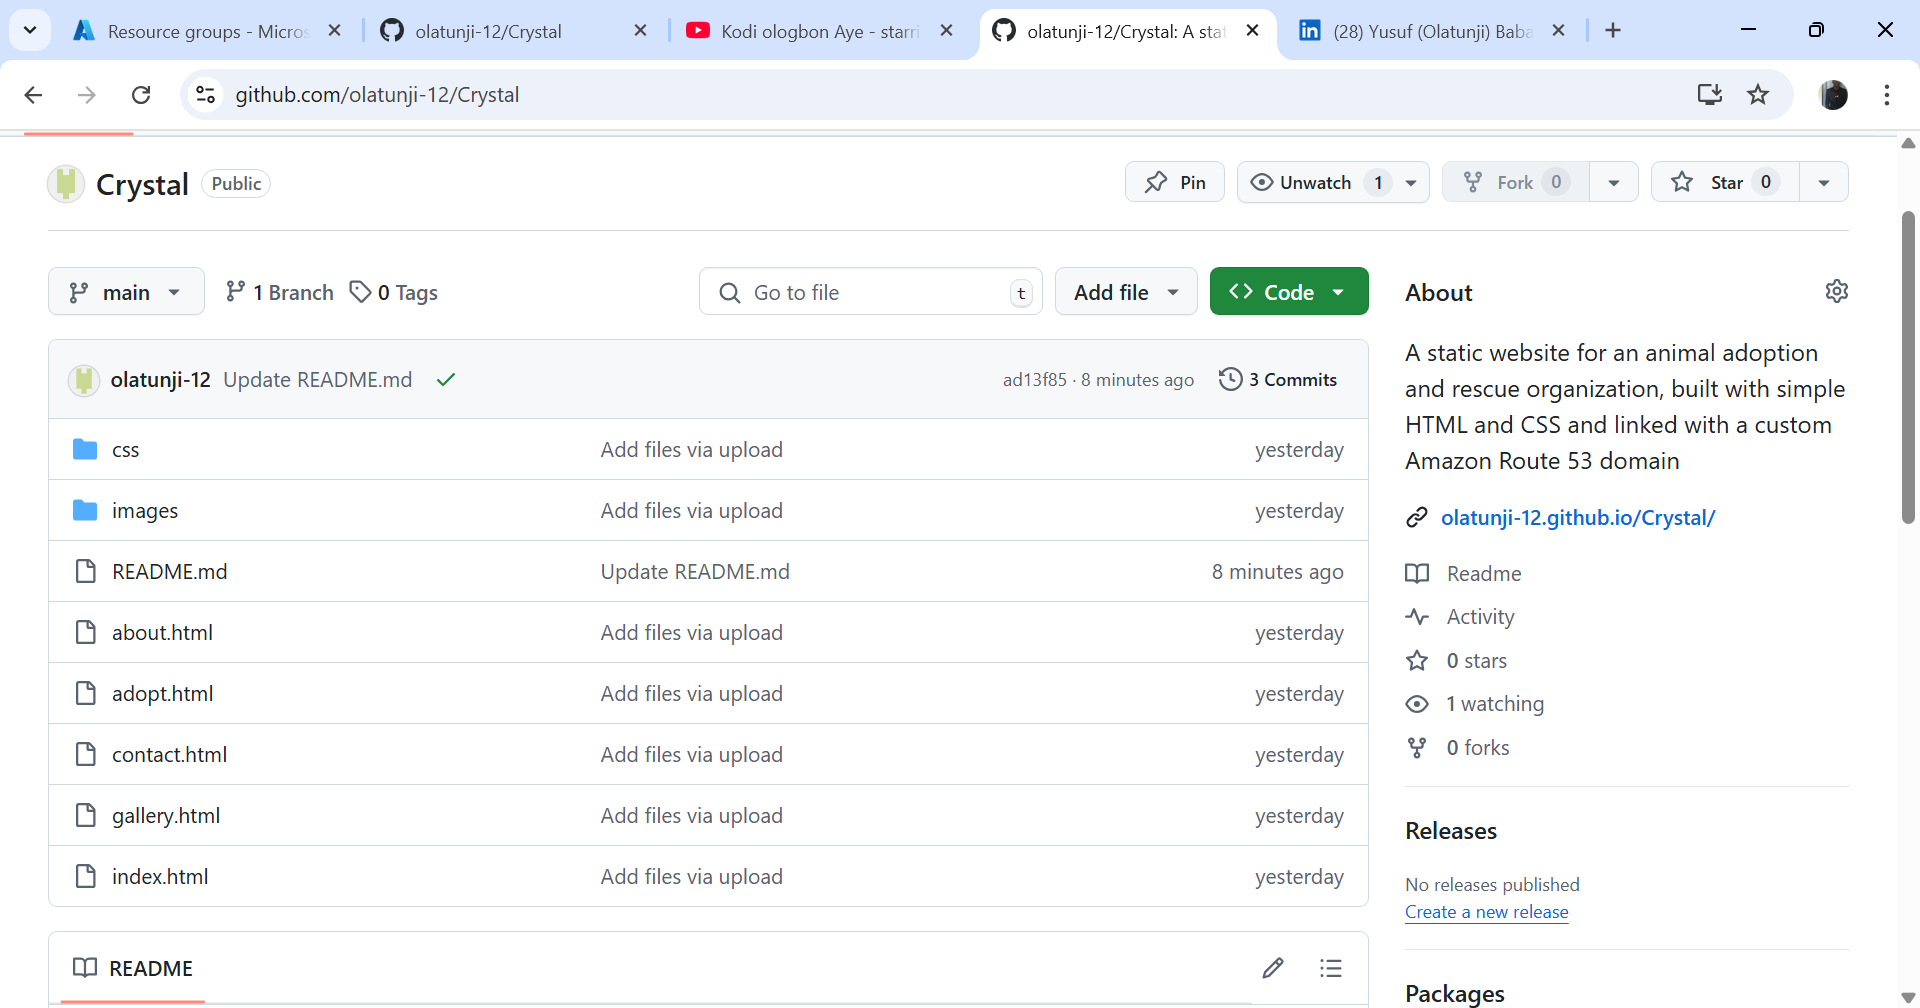 Resource groups - Micros
olatunji-12/Crystal
Kodi ologbon Aye - starri
olatunji-12/Crystal: A stat
(28) Yusuf (Olatunji) Baba
github.com/olatunji-12/Crystal
Crystal Public
Pin
Unwatch 1
Fork 0
Star 0
main
1 Branch
0 Tags
Go to file t
Add file
Code
olatunji-12 Update README.md
ad13f85 · 8 minutes ago
3 Commits
css Add files via upload yesterday
images Add files via upload yesterday
README.md Update README.md 8 minutes ago
about.html Add files via upload yesterday
adopt.html Add files via upload yesterday
contact.html Add files via upload yesterday
gallery.html Add files via upload yesterday
index.html Add files via upload yesterday
README
About
A static website for an animal adoption
and rescue organization, built with simple
HTML and CSS and linked with a custom
Amazon Route 53 domain
olatunji-12.github.io/Crystal/
Readme
Activity
0 stars
1 watching
0 forks
Releases
No releases published
Create a new release
Packages